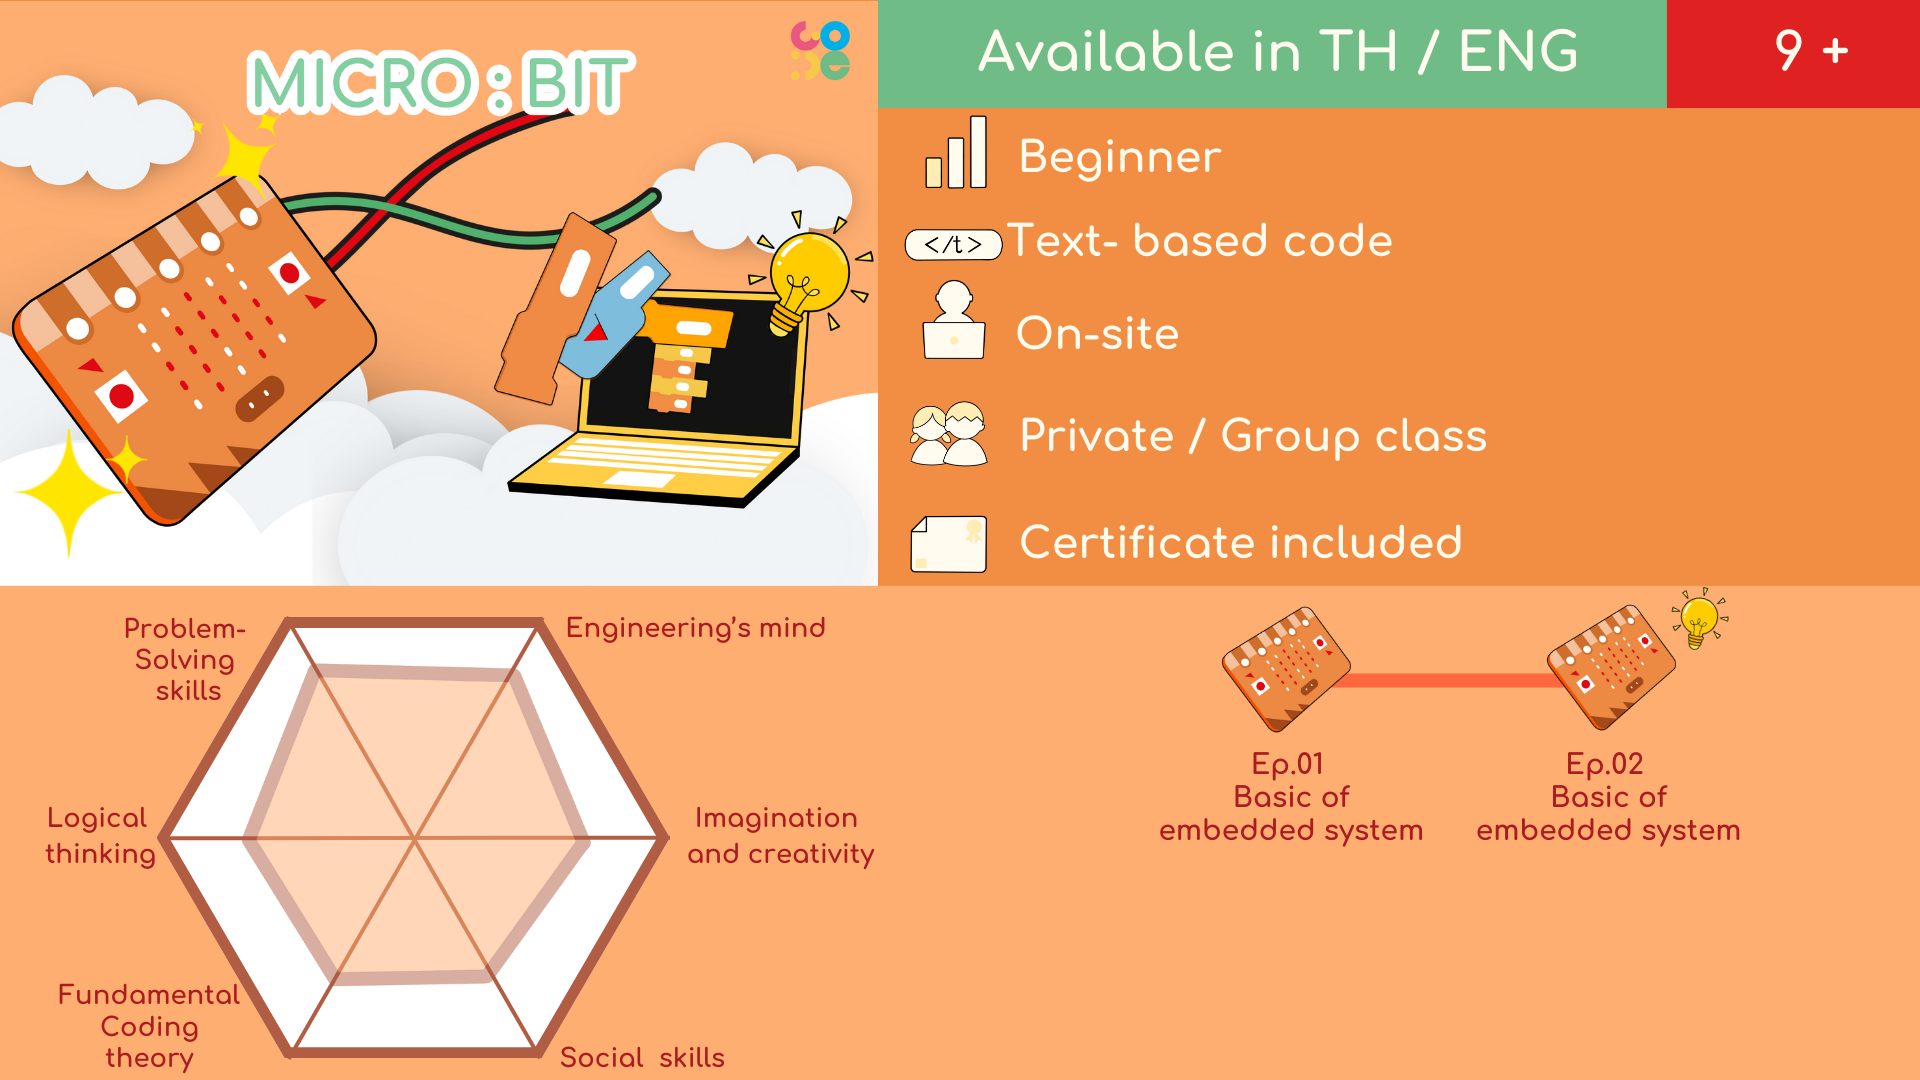 MICRO:BIT
CODE
Available in TH / ENG
9 +
Beginner
</t>
Text- based code
On-site
Private / Group class
Certificate included
Problem-
Solving
skills
Engineering's mind
Logical
thinking
Imagination
and creativity
Fundamental
Coding
theory
Social skills
Ep.01
Basic of
embedded system
Ep.02
Basic of
embedded system